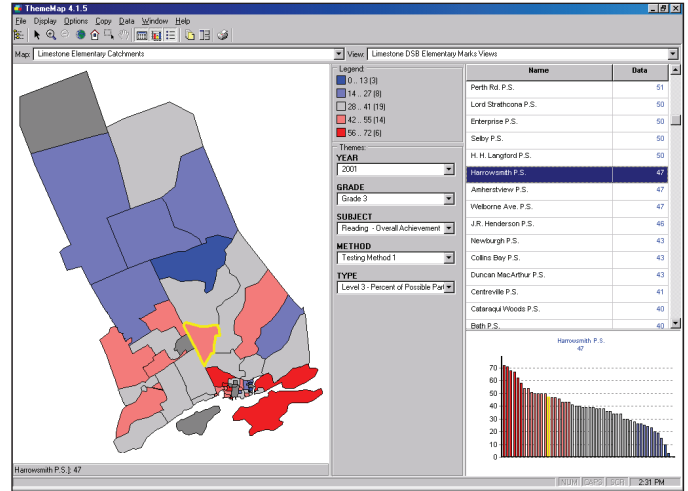 ThemeMap 4.1.5
File Display Options Copy Data Window Help
Map: Limestone Elementary Catchments
View: Limestone DSB Elementary Marks Views
Legend:
0 .. 13 (3)
14 .. 27 (8)
28 .. 41 (19)
42 .. 55 (14)
56 .. 72 (6)
Themes:
YEAR
2001
GRADE
Grade 3
SUBJECT
Reading - Overall Achievement
METHOD
Testing Method 1
TYPE
Level 3 - Percent of Possible Part
Name Data
Perth Rd. P.S. 51
Lord Strathcona P.S. 50
Enterprise P.S. 50
Selby P.S. 50
H. H. Langford P.S. 50
Harrowsmith P.S. 47
Amherstview P.S. 47
Welborne Ave. P.S. 47
J.R. Henderson P.S. 46
Newburgh P.S. 43
Collins Bay P.S. 43
Duncan MacArthur P.S. 43
Centreville P.S. 41
Cataraqui Woods P.S. 40
Bath P.S. 40
Harrowsmith P.S.
47
70
60
50
40
30
20
10
0
Harrowsmith P.S.]: 47
NUM CAPS SCR 2:31 PM